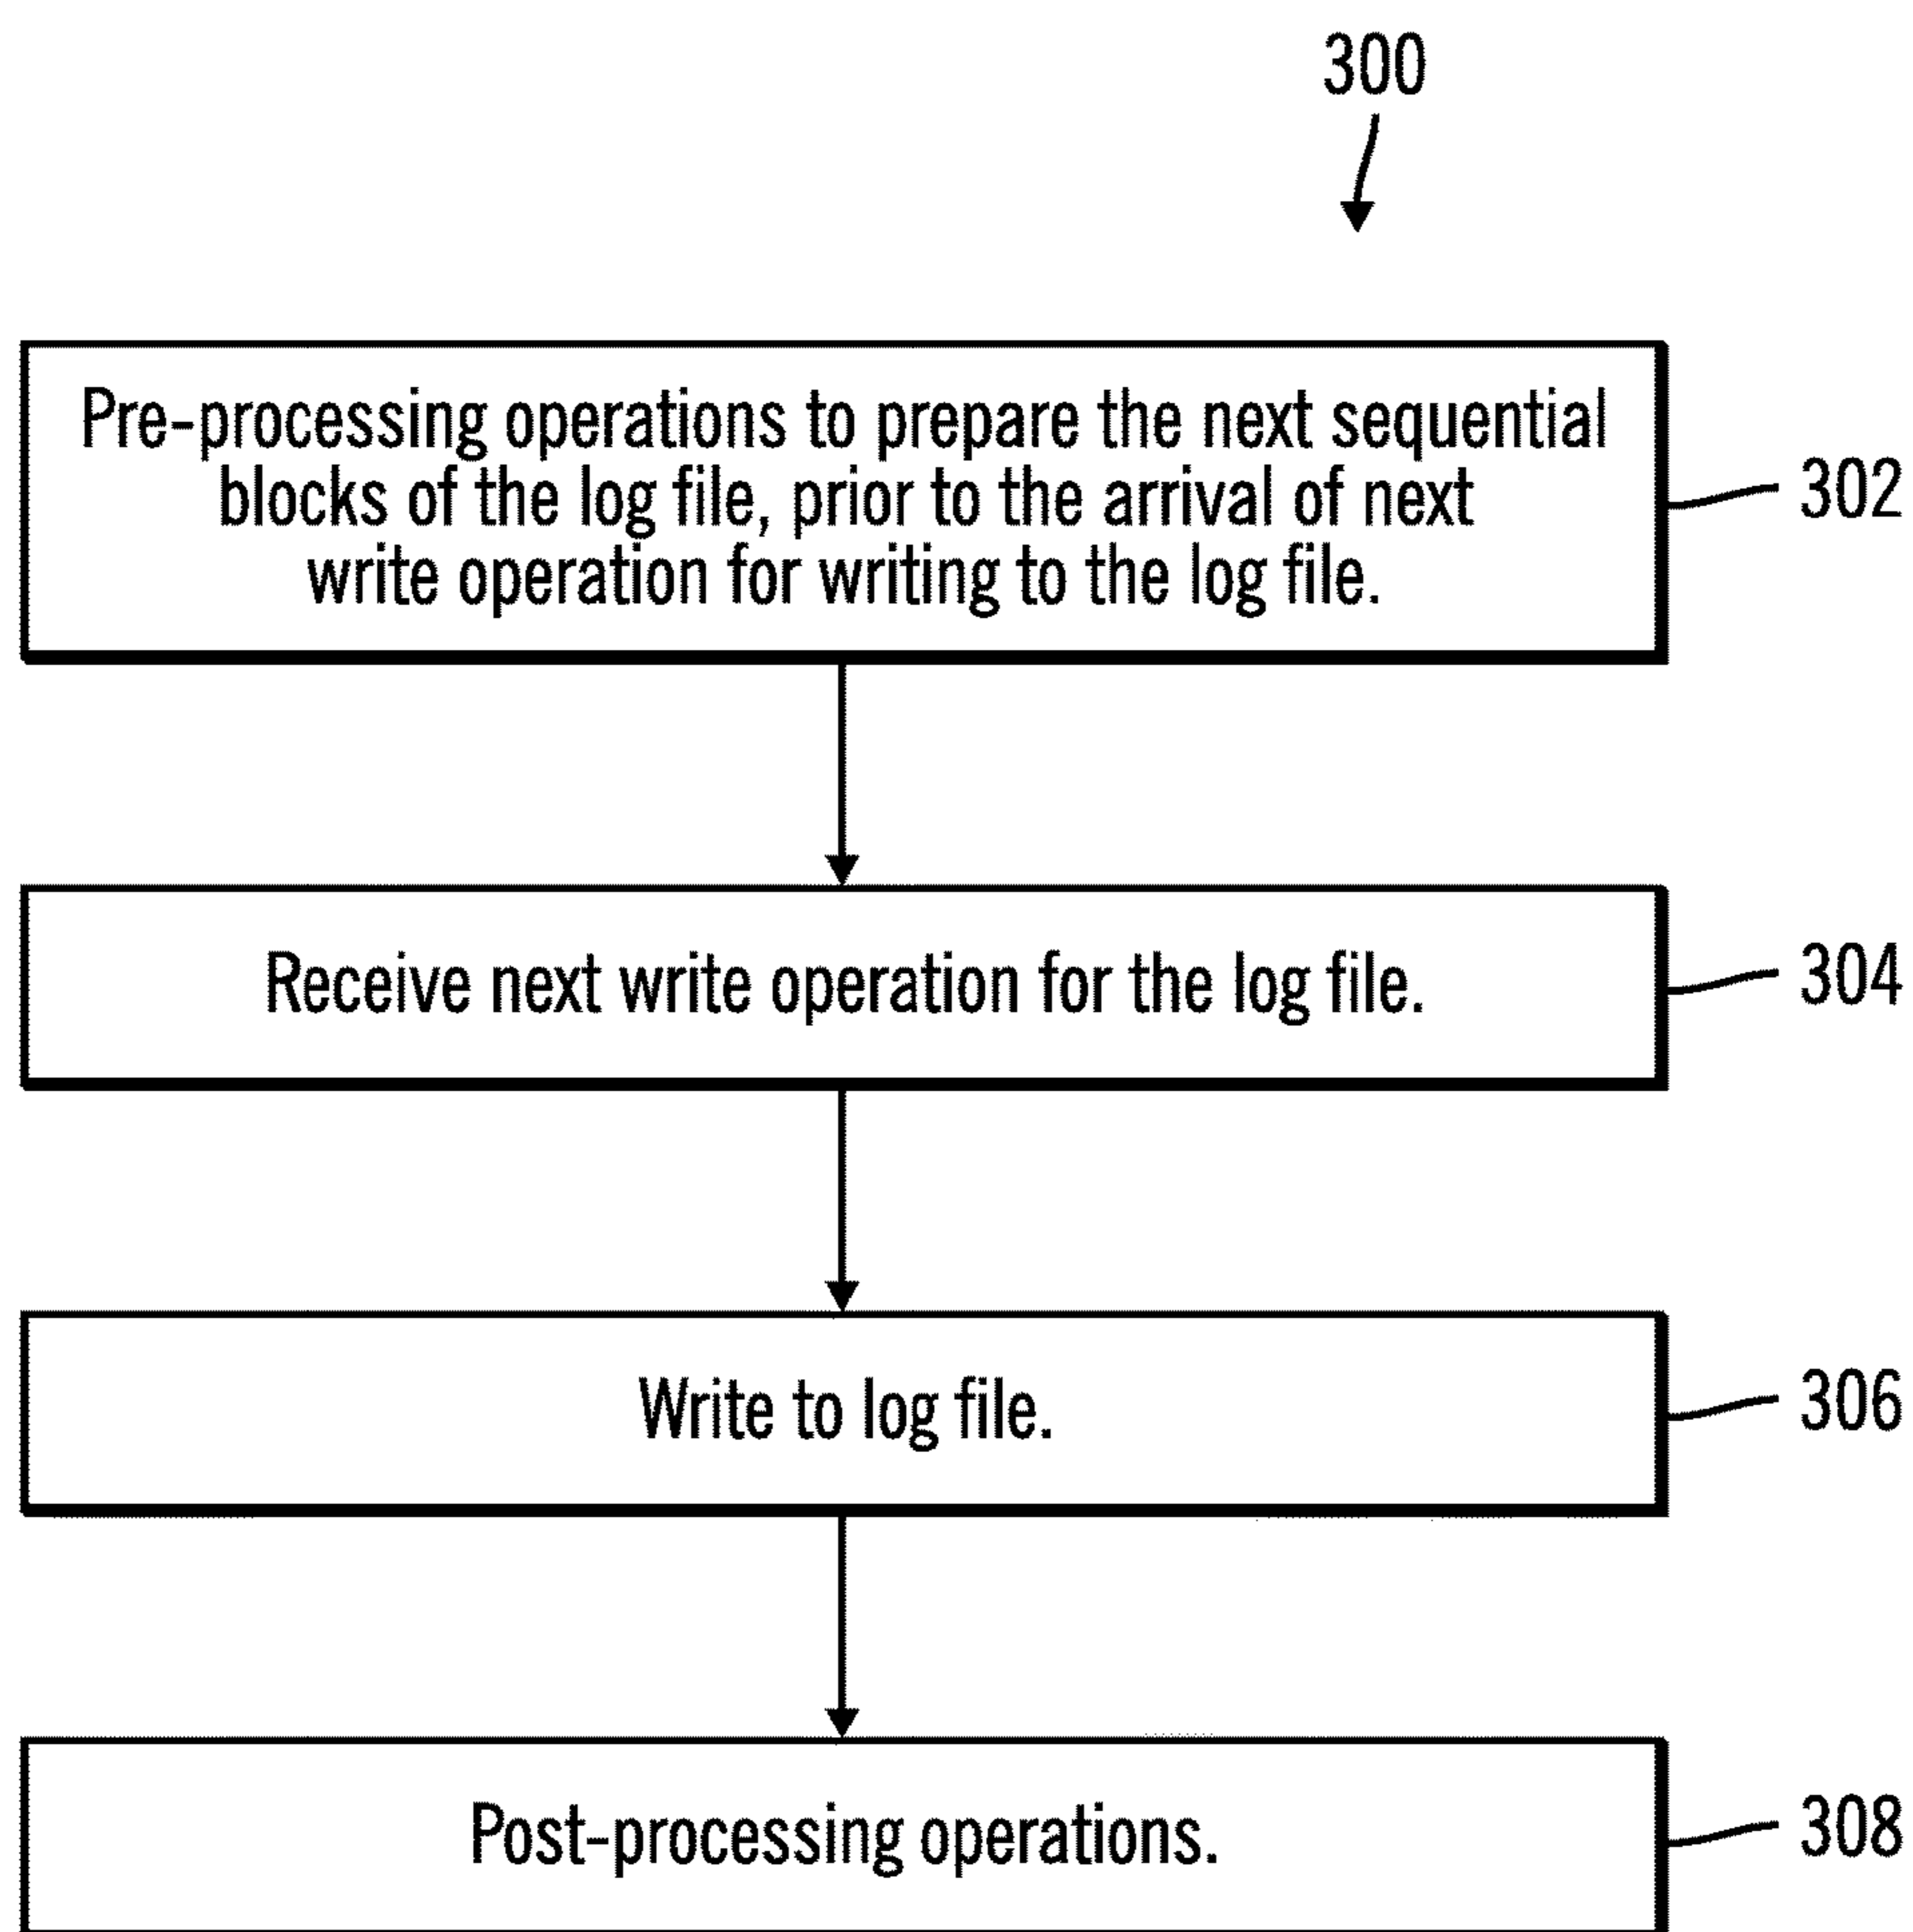 300
Pre-processing operations to prepare the next sequential
blocks of the log file, prior to the arrival of next
write operation for writing to the log file.
302
Receive next write operation for the log file.
304
Write to log file.
306
Post-processing operations.
308